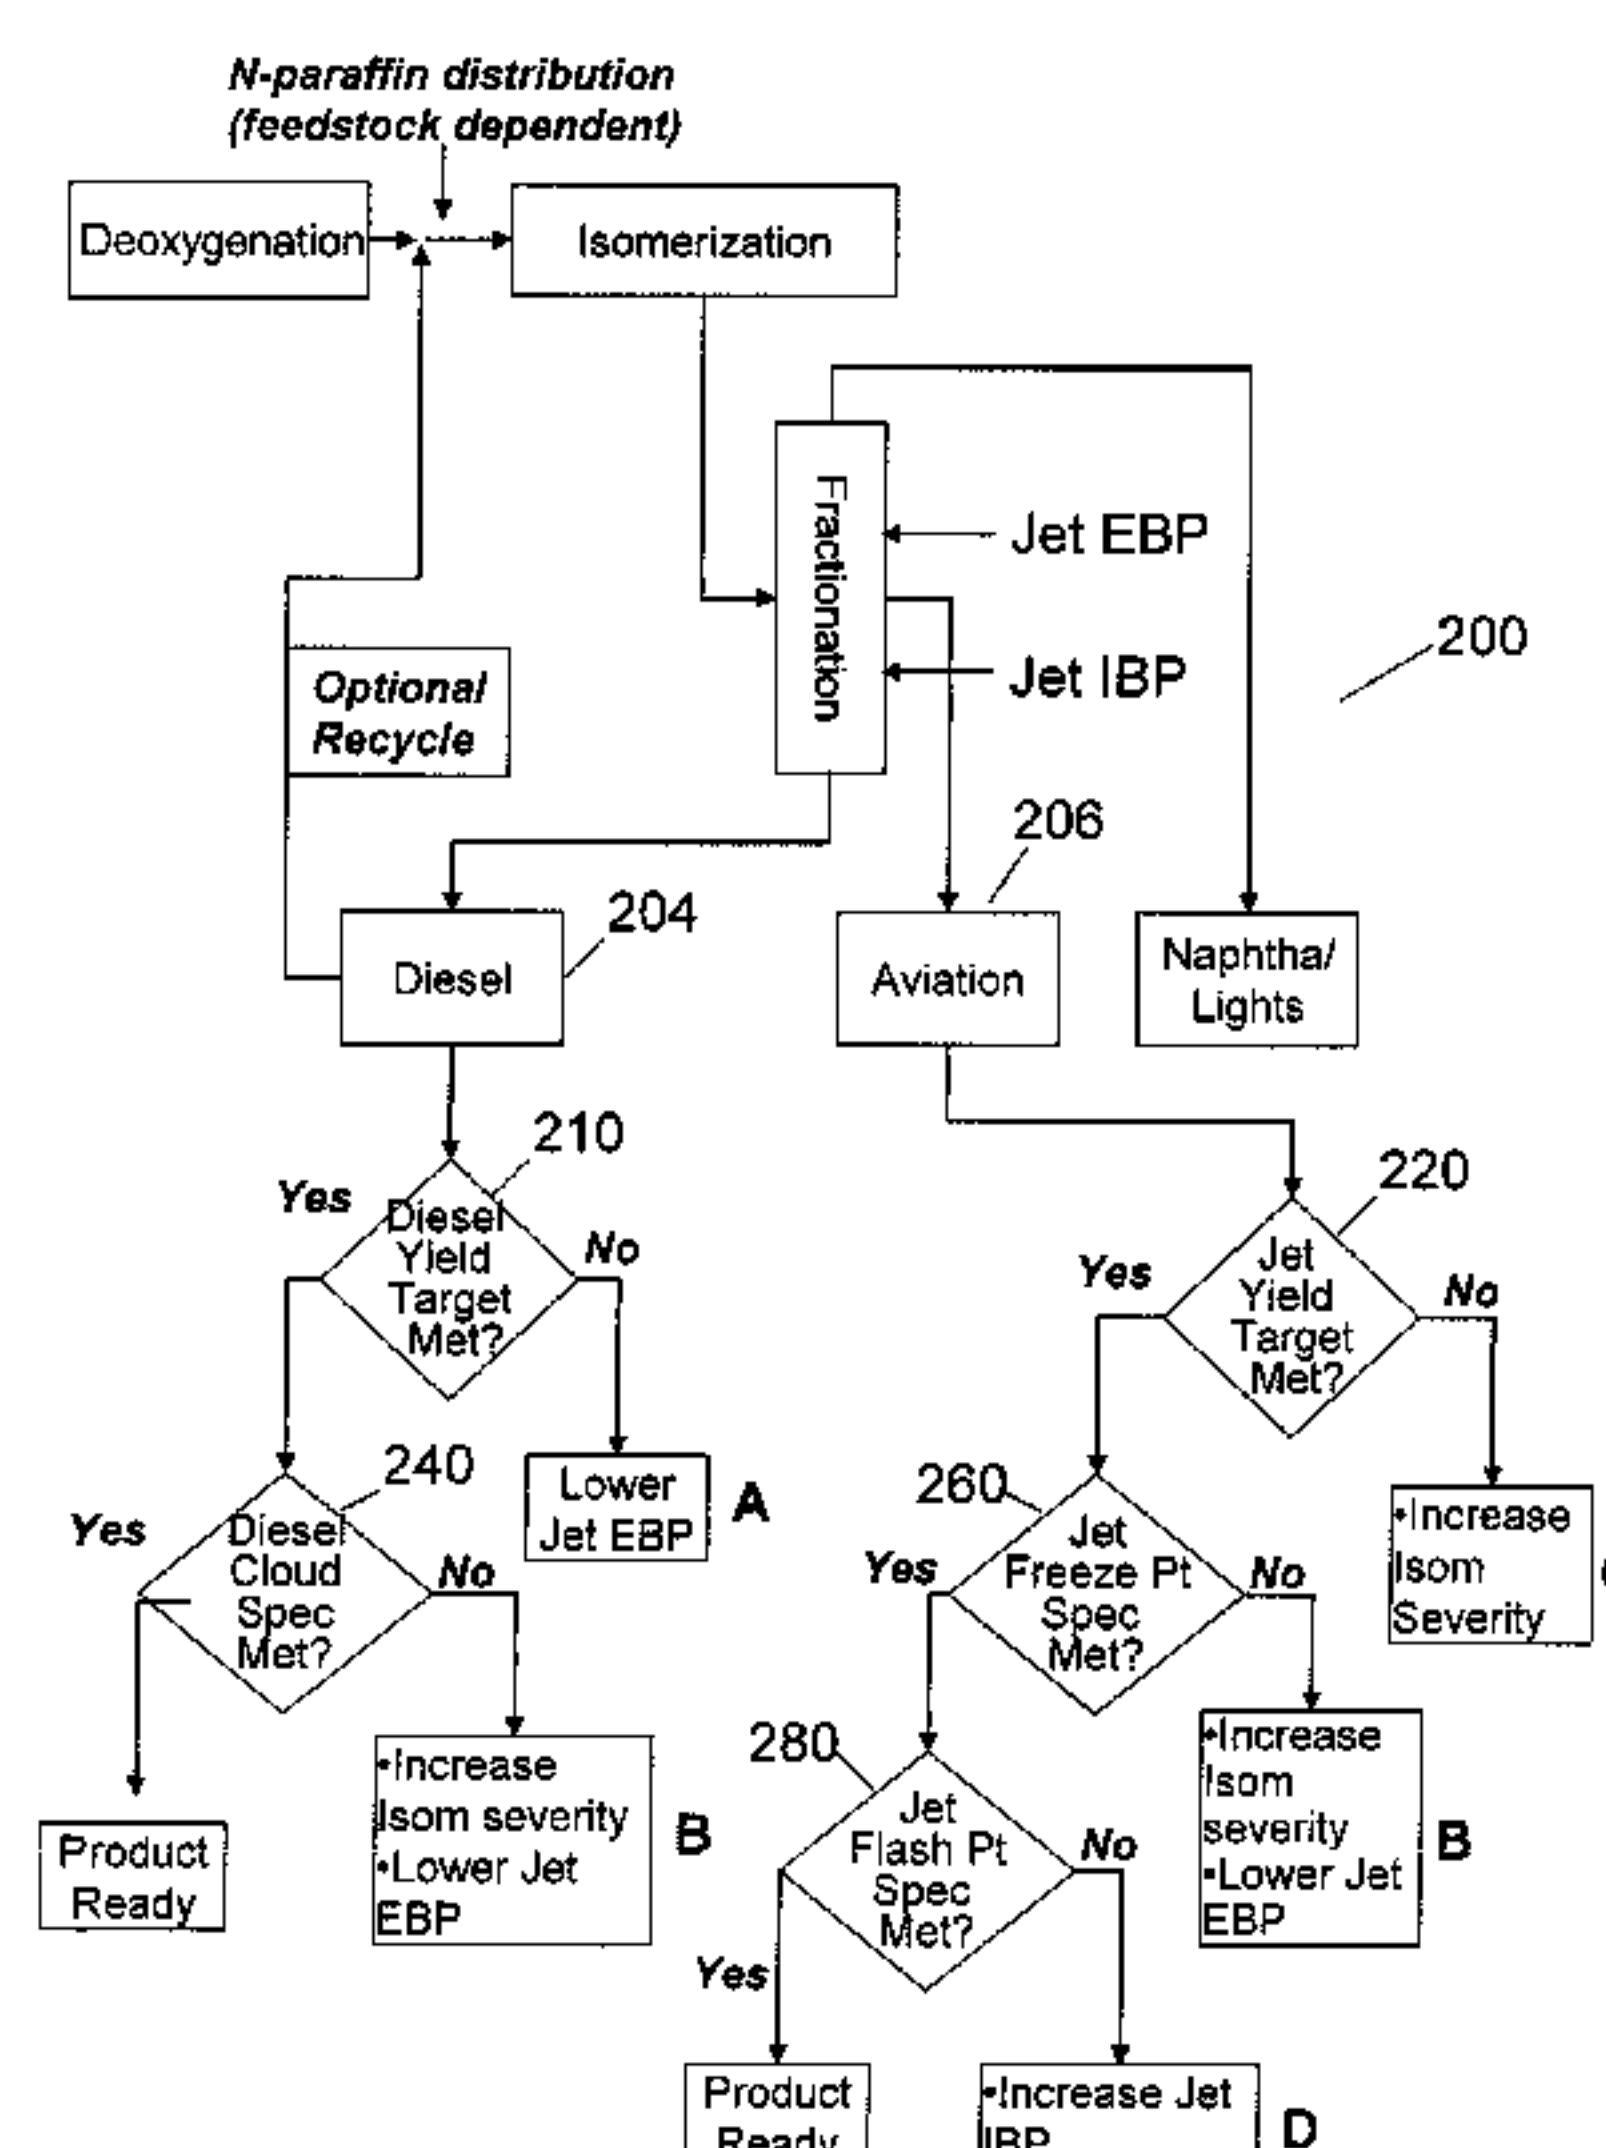 N-paraffin distribution
(feedstock dependent)
Deoxygenation
Isomerization
Fractionation
Jet EBP
Jet IBP
200
Optional
Recycle
206
204
Diesel
Aviation
Naphtha/
Lights
210
Yes
Diesel
Yield
Target
Met?
No
220
Yes
Jet
Yield
Target
Met?
No
240
Yes
Diesel
Cloud
Spec
Met?
No
Lower
Jet EBP
A
260
Yes
Jet
Freeze Pt
Spec
Met?
No
•Increase
Isom
Severity
Product
Ready
•Increase
Isom severity
•Lower Jet
EBP
B
280
Jet
Flash Pt
Spec
Met?
Yes
No
•Increase
Isom
severity
•Lower Jet
EBP
B
Product
Ready
•Increase Jet
IBP
D